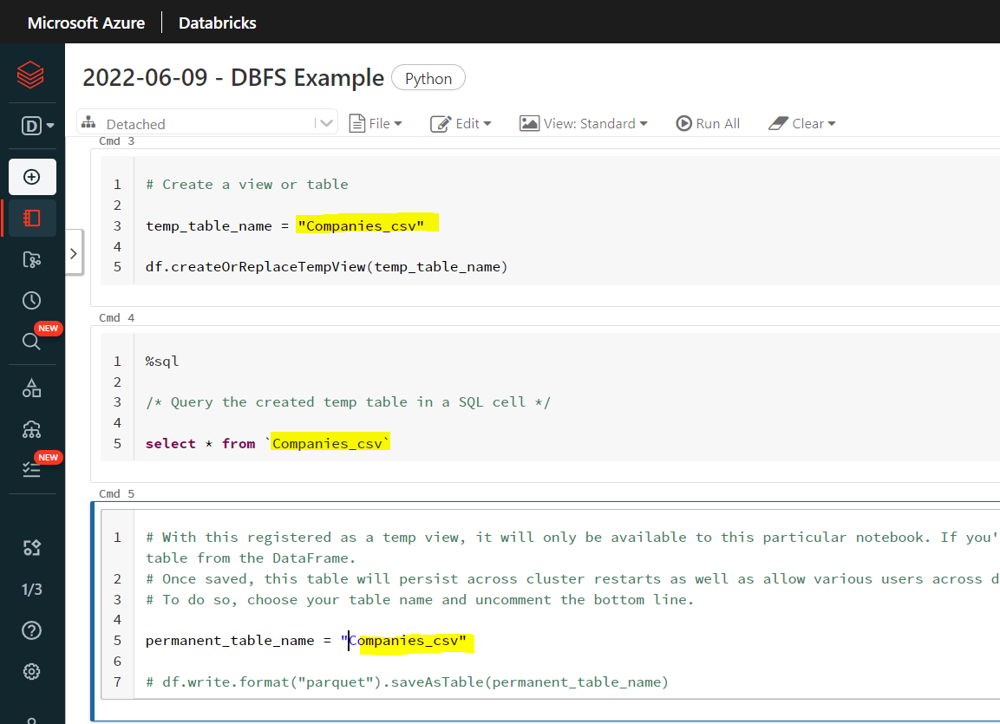 Microsoft Azure
Databricks
2022-06-09 - DBFS Example
Python
D
Detached
File
Edit
View: Standard
Run All
Clear
Cmd 3
1 # Create a view or table
2
3 temp_table_name = "Companies_csv"
4
5 df.createOrReplaceTempView(temp_table_name)
Cmd 4
1 %sql
2
3 /* Query the created temp table in a SQL cell */
4
5 select * from `Companies_csv`
Cmd 5
1 # With this registered as a temp view, it will only be available to this particular notebook. If you'
table from the DataFrame.
2 # Once saved, this table will persist across cluster restarts as well as allow various users across d
3 # To do so, choose your table name and uncomment the bottom line.
4
5 permanent_table_name = "Companies_csv"
6
7 # df.write.format("parquet").saveAsTable(permanent_table_name)
NEW
NEW
1/3